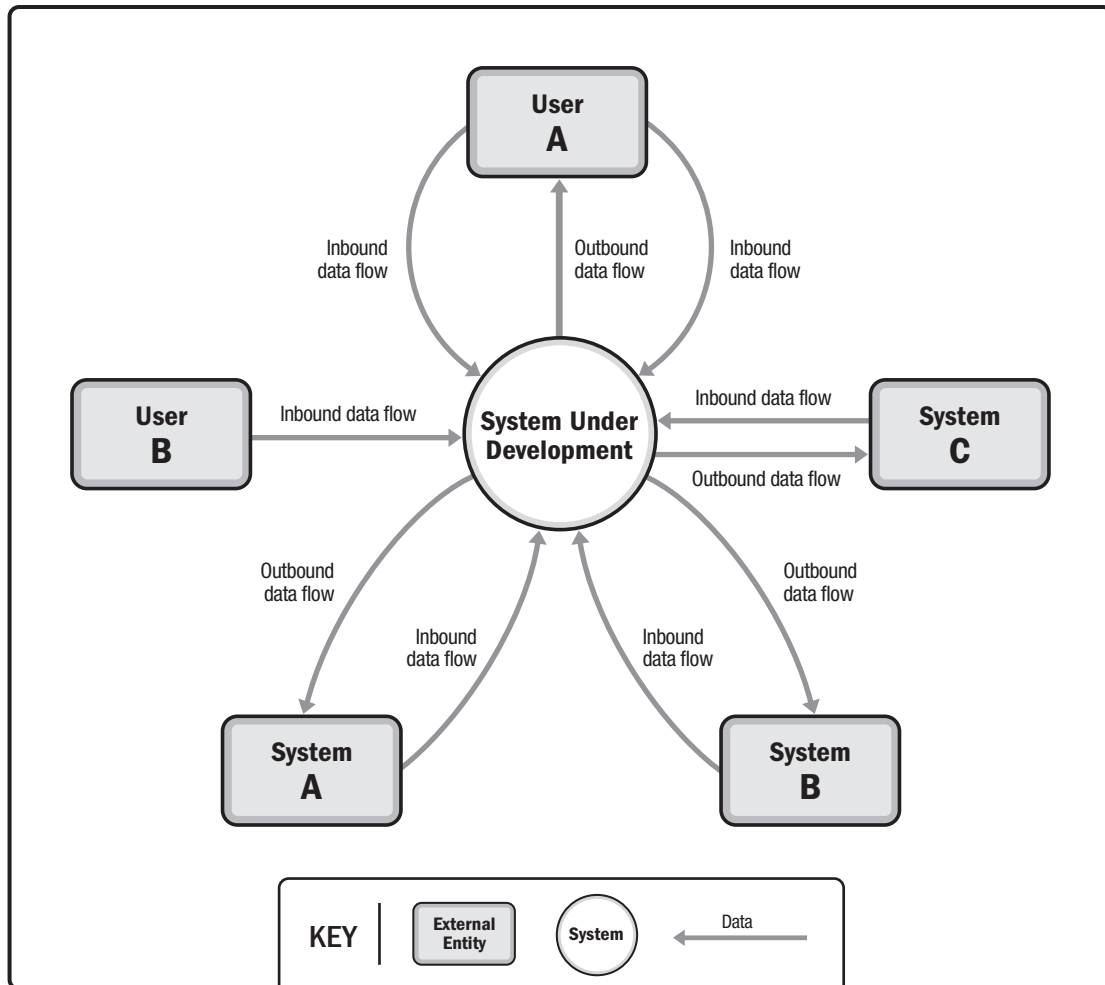 User
A
Inbound
data flow
Outbound
data flow
Inbound
data flow
User
B
Inbound data flow
System Under
Development
Inbound data flow
Outbound data flow
System
C
Outbound
data flow
Inbound
data flow
Inbound
data flow
Outbound
data flow
System
A
System
B
KEY
External
Entity
System
Data